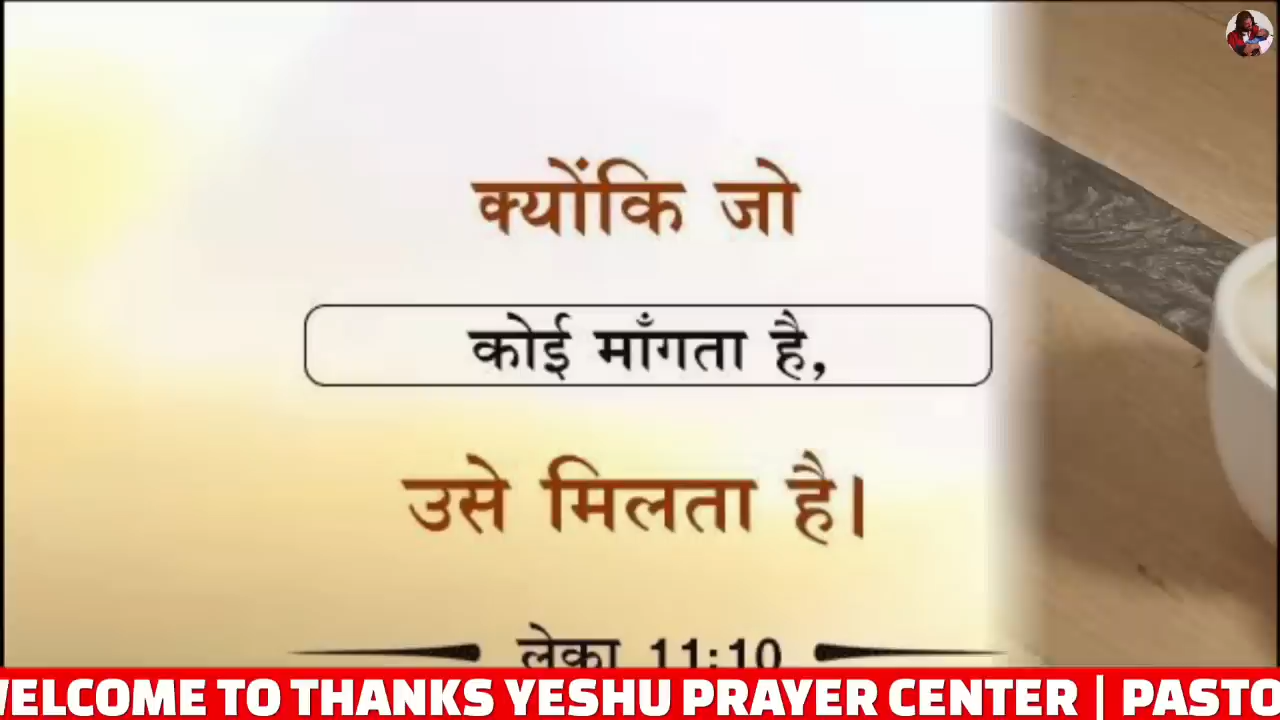 क्योंकि जो
कोई माँगता है,
उसे मिलता है।
लेका 11:10
WELCOME TO THANKS YESHU PRAYER CENTER | PASTO